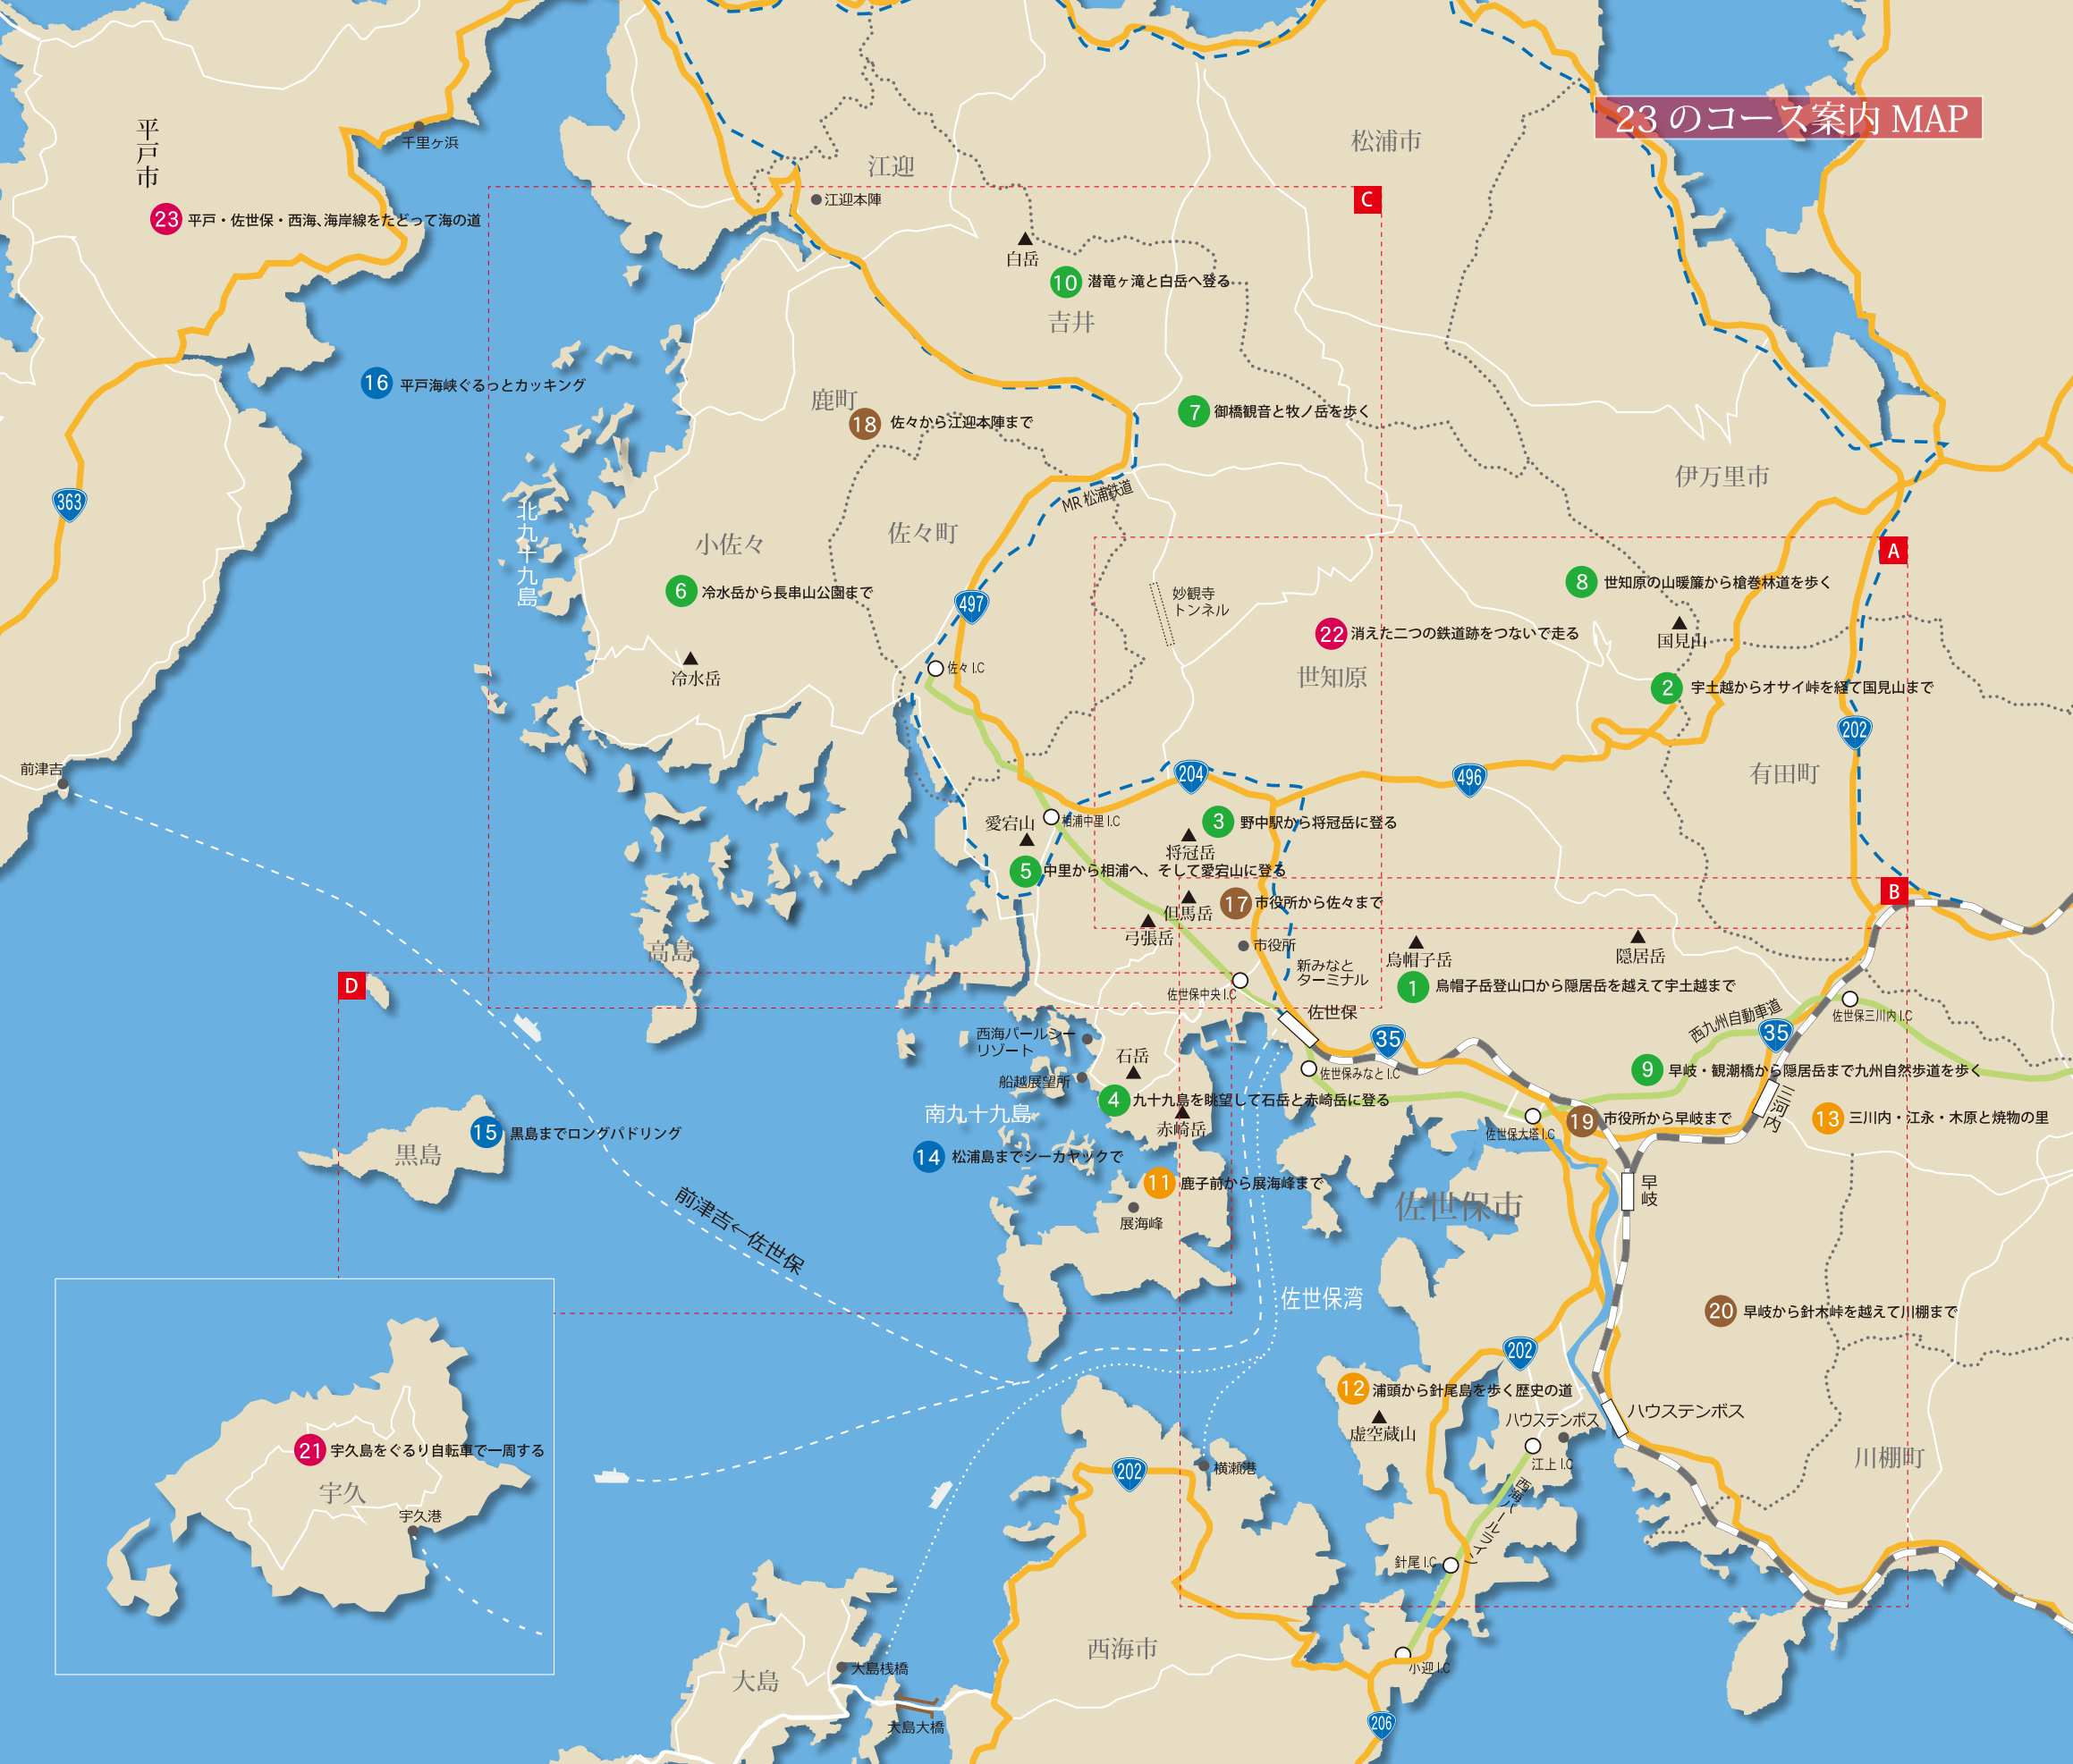 23 のコース案内 MAP
平戸市
千里ヶ浜
23 平戸・佐世保・西海、海岸線をたどって海の道
江迎
松浦市
江迎本陣
C
白岳
10 潜竜ヶ滝と白岳へ登る
吉井
16 平戸海峡ぐるっとカッキング
鹿町
18 佐々から江迎本陣まで
7 御橋観音と牧ノ岳を歩く
伊万里市
363
北九十九島
MR 松浦鉄道
小佐々
佐々町
A
6 冷水岳から長串山公園まで
497
妙観寺
トンネル
8 世知原の山暖簾から槍巻林道を歩く
22 消えた二つの鉄道跡をつないで走る
国見山
冷水岳
佐々 I.C
世知原
2 宇土越からオサイ峠を経て国見山まで
202
前津吉
204
496
有田町
愛宕山
相浦中里 I.C
3 野中駅から将冠岳に登る
将冠岳
5 中里から相浦へ、そして愛宕山に登る
B
但馬岳
17 市役所から佐々まで
弓張岳
高島
市役所
烏帽子岳
隠居岳
D
新みなと
ターミナル
佐世保中央 I.C
1 烏帽子岳登山口から隠居岳を越えて宇土越まで
佐世保
西九州自動車道
佐世保三川内 I.C
西海パールシー
リゾート
35
35
石岳
船越展望所
佐世保みなと I.C
9 早岐・観潮橋から隠居岳まで九州自然歩道を歩く
4 九十九島を眺望して石岳と赤崎岳に登る
南九十九島
赤崎岳
佐世保大塔 I.C
19 市役所から早岐まで
三河内
13 三川内・江永・木原と焼物の里
15 黒島までロングパドリング
黒島
14 松浦島までシーカヤックで
11 鹿子前から展海峰まで
早岐
佐世保市
展海峰
前津吉←佐世保
佐世保湾
20 早岐から針木峠を越えて川棚まで
202
12 浦頭から針尾島を歩く歴史の道
虚空蔵山
ハウステンボス
ハウステンボス
21 宇久島をぐるり自転車で一周する
宇久
宇久港
川棚町
202
横瀬港
江上 I.C
西海パールライン
針尾 I.C
西海市
大島
大島桟橋
小迎 I.C
大島大橋
206